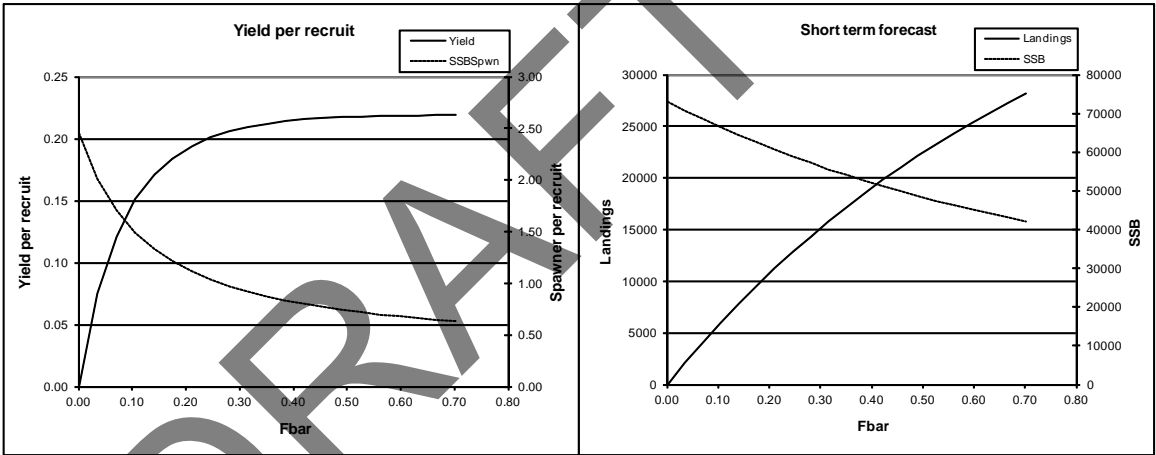 Yield per recruit
Yield
SSBSpwn
0.25
0.20
0.15
0.10
0.05
0.00
Yield per recruit
3.00
2.50
2.00
1.50
1.00
0.50
0.00
Spawner per recruit
0.00 0.10 0.20 0.30 0.40 0.50 0.60 0.70 0.80
Fbar
Short term forecast
Landings
SSB
30000
25000
20000
15000
10000
5000
0
Landings
80000
70000
60000
50000
40000
30000
20000
10000
0
SSB
0.00 0.10 0.20 0.30 0.40 0.50 0.60 0.70 0.80
Fbar
DRAFT